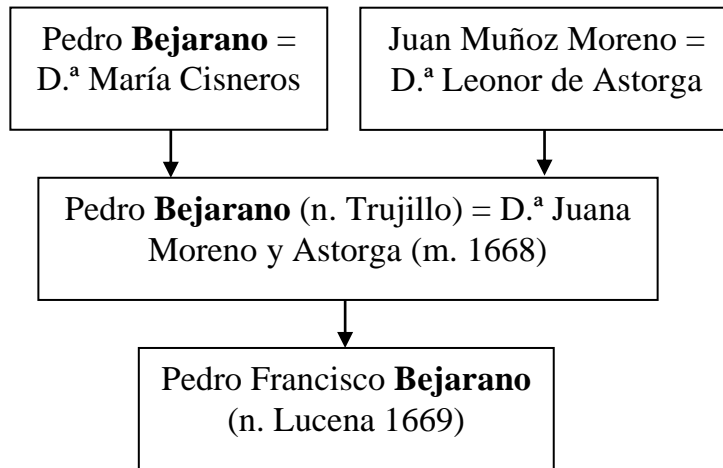 Pedro Bejarano =
D.ª María Cisneros
Juan Muñoz Moreno =
D.ª Leonor de Astorga
Pedro Bejarano (n. Trujillo) = D.ª Juana
Moreno y Astorga (m. 1668)
Pedro Francisco Bejarano
(n. Lucena 1669)